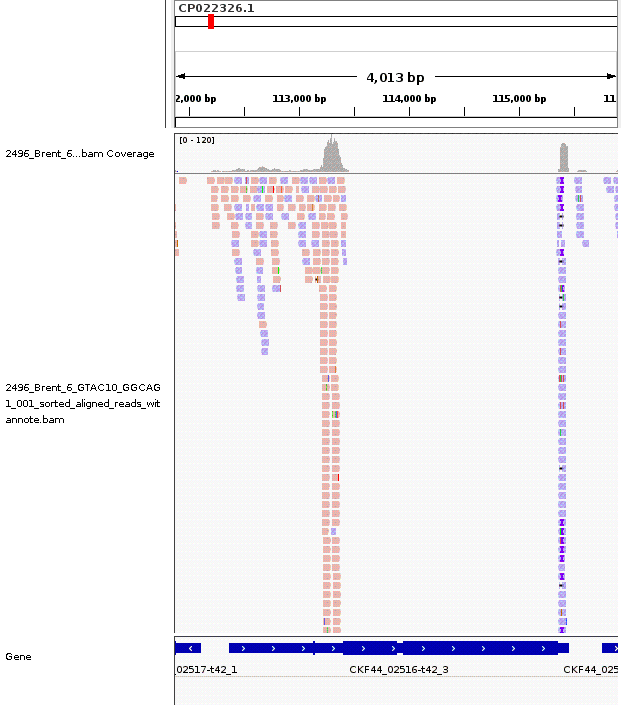 CP022326.1
4,013 bp
2,000 bp 113,000 bp 114,000 bp 115,000 bp 11
[0 - 120]
2496_Brent_6...bam Coverage
2496_Brent_6_GTAC10_GGCAG
1_001_sorted_aligned_reads_wit
annote.bam
Gene
02517-t42_1 CKF44_02516-t42_3 CKF44_025